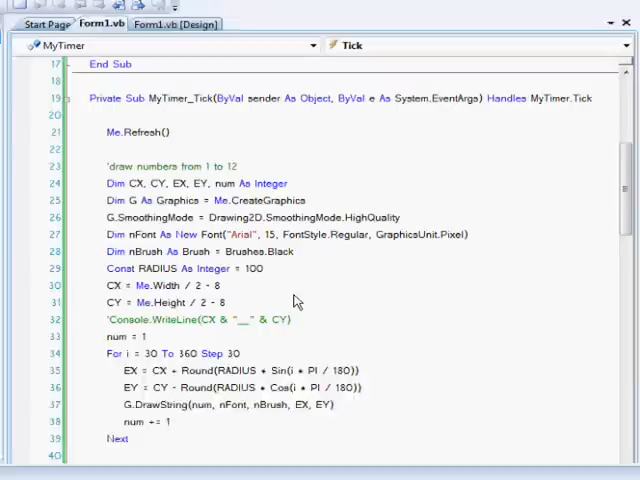 Start Page Form1.vb Form1.vb [Design]
MyTimer Tick
17 End Sub
18
19 Private Sub MyTimer_Tick(ByVal sender As Object, ByVal e As System.EventArgs) Handles MyTimer.Tick
20
21 Me.Refresh()
22
23 'draw numbers from 1 to 12
24 Dim CX, CY, EX, EY, num As Integer
25 Dim G As Graphics = Me.CreateGraphics
26 G.SmoothingMode = Drawing2D.SmoothingMode.HighQuality
27 Dim nFont As New Font("Arial", 15, FontStyle.Regular, GraphicsUnit.Pixel)
28 Dim nBrush As Brush = Brushes.Black
29 Const RADIUS As Integer = 100
30 CX = Me.Width / 2 - 8
31 CY = Me.Height / 2 - 8
32 'Console.WriteLine(CX & "__" & CY)
33 num = 1
34 For i = 30 To 360 Step 30
35 EX = CX + Round(RADIUS * Sin(i * PI / 180))
36 EY = CY - Round(RADIUS * Cos(i * PI / 180))
37 G.DrawString(num, nFont, nBrush, EX, EY)
38 num += 1
39 Next
40